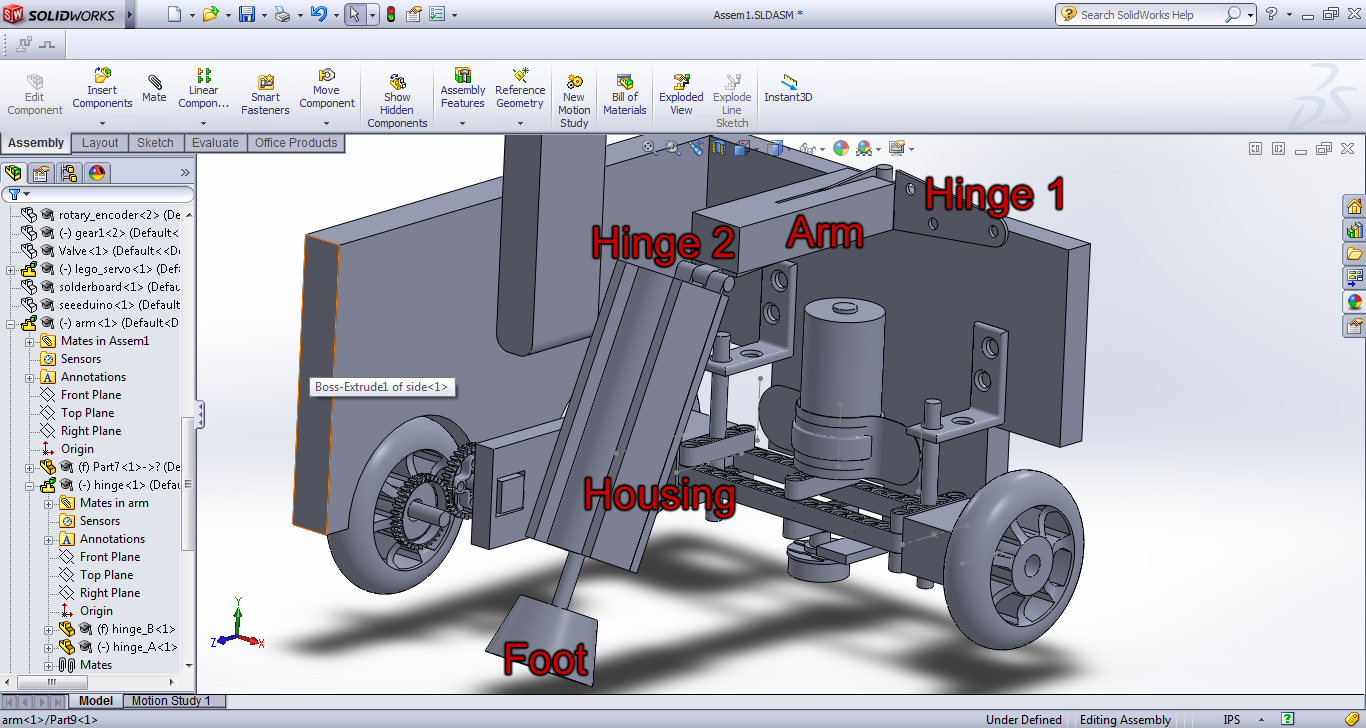 SOLIDWORKS
Assem1.SLDASM *
Search SolidWorks Help
Edit Component
Insert Components
Mate
Linear Compon...
Smart Fasteners
Move Component
Show Hidden Components
Assembly Features
Reference Geometry
New Motion Study
Bill of Materials
Exploded View
Explode Line Sketch
Instant3D
Assembly Layout Sketch Evaluate Office Products
rotary_encoder<2> (De
(-) gear1<2> (Default<
Valve<1> (Default<<D
(-) lego_servo<1> (Def
solderboard<1> (Defau
seeeduino<1> (Default
(-) arm<1> (Default<D
Mates in Assem1
Sensors
Annotations
Front Plane
Top Plane
Right Plane
Origin
(f) Part7<1>->? (De
(-) hinge<1> (Defau
Mates in arm
Sensors
Annotations
Front Plane
Top Plane
Right Plane
Origin
(f) hinge_B<1>
(-) hinge_A<1>
Mates
Hinge 1
Arm
Hinge 2
Boss-Extrude1 of side<1>
Housing
Foot
Y
Z
X
Model Motion Study 1
arm<1>/Part9<1>
Under Defined
Editing Assembly
IPS